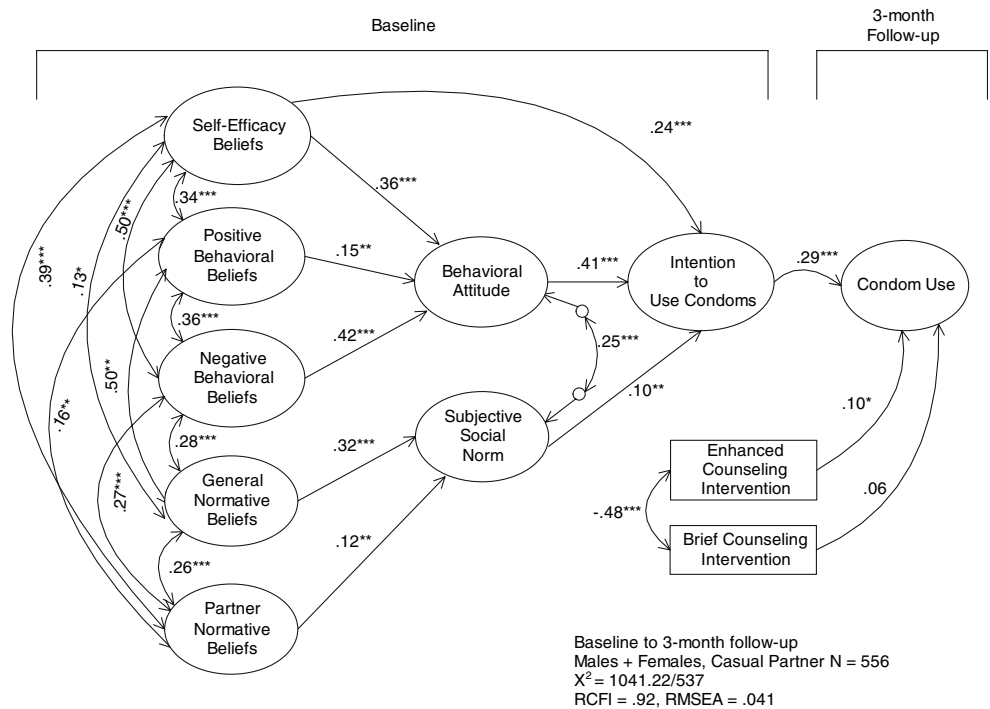 Baseline
3-month
Follow-up
Self-Efficacy
Beliefs
.24***
.36***
.34***
.50***
.39***
.13*
Positive
Behavioral
Beliefs
.15**
Behavioral
Attitude
.41***
Intention
to
Use Condoms
.29***
Condom Use
.36***
.42***
.25***
Negative
Behavioral
Beliefs
.50**
.16**
.10**
.28***
.32***
Subjective
Social
Norm
.10*
General
Normative
Beliefs
.27***
Enhanced
Counseling
Intervention
.06
-.48***
Brief Counseling
Intervention
.12**
.26***
Partner
Normative
Beliefs
Baseline to 3-month follow-up
Males + Females, Casual Partner N = 556
X² = 1041.22/537
RCFI = .92, RMSEA = .041